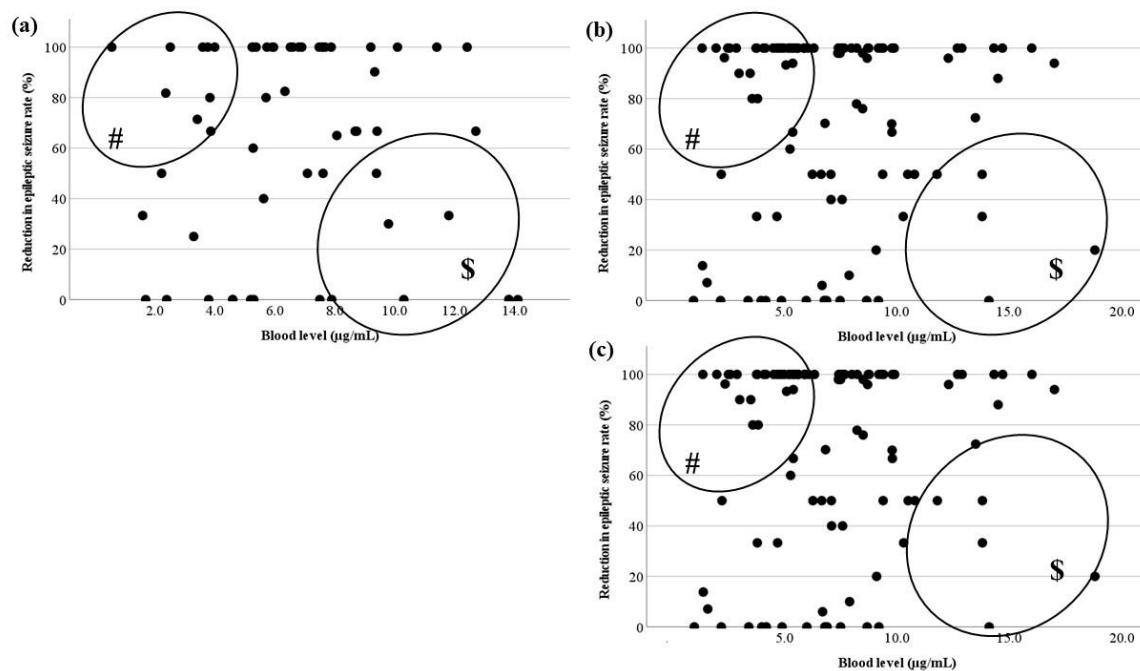 (a)
Reduction in epileptic seizure rate (%)
100
80
60
40
20
0
#
$
2.0 4.0 6.0 8.0 10.0 12.0 14.0
Blood level (µg/mL)
(b)
Reduction in epileptic seizure rate (%)
100
80
60
40
20
0
#
$
5.0 10.0 15.0 20.0
Blood level (µg/mL)
(c)
Reduction in epileptic seizure rate (%)
100
80
60
40
20
0
#
$
5.0 10.0 15.0 20.0
Blood level (µg/mL)